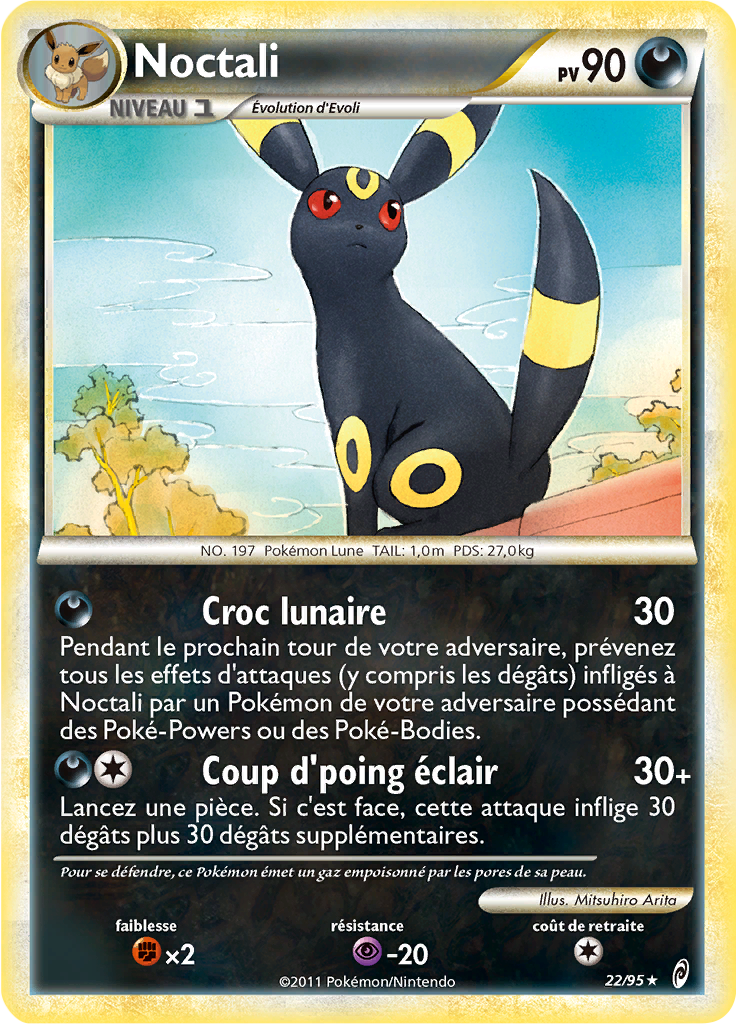 Noctali
PV 90
NIVEAU 1
Évolution d'Evoli
NO. 197 Pokémon Lune TAIL: 1,0m PDS: 27,0kg
Croc lunaire 30
Pendant le prochain tour de votre adversaire, prévenez
tous les effets d'attaques (y compris les dégâts) infligés à
Noctali par un Pokémon de votre adversaire possédant
des Poké-Powers ou des Poké-Bodies.
Coup d'poing éclair 30+
Lancez une pièce. Si c'est face, cette attaque inflige 30
dégâts plus 30 dégâts supplémentaires.
Pour se défendre, ce Pokémon émet un gaz empoisonné par les pores de sa peau.
Illus. Mitsuhiro Arita
faiblesse résistance coût de retraite
×2 -20
©2011 Pokémon/Nintendo
22/95 ★